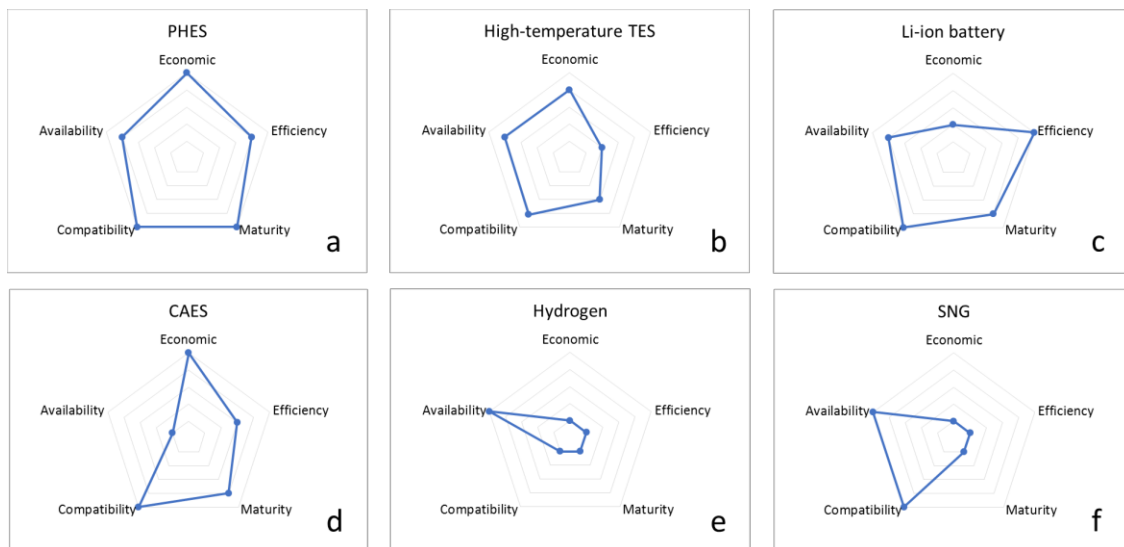 PHES
Economic
Availability
Efficiency
Compatibility
Maturity
a
High-temperature TES
Economic
Availability
Efficiency
Compatibility
Maturity
b
Li-ion battery
Economic
Availability
Efficiency
Compatibility
Maturity
c
CAES
Economic
Availability
Efficiency
Compatibility
Maturity
d
Hydrogen
Economic
Availability
Efficiency
Compatibility
Maturity
e
SNG
Economic
Availability
Efficiency
Compatibility
Maturity
f